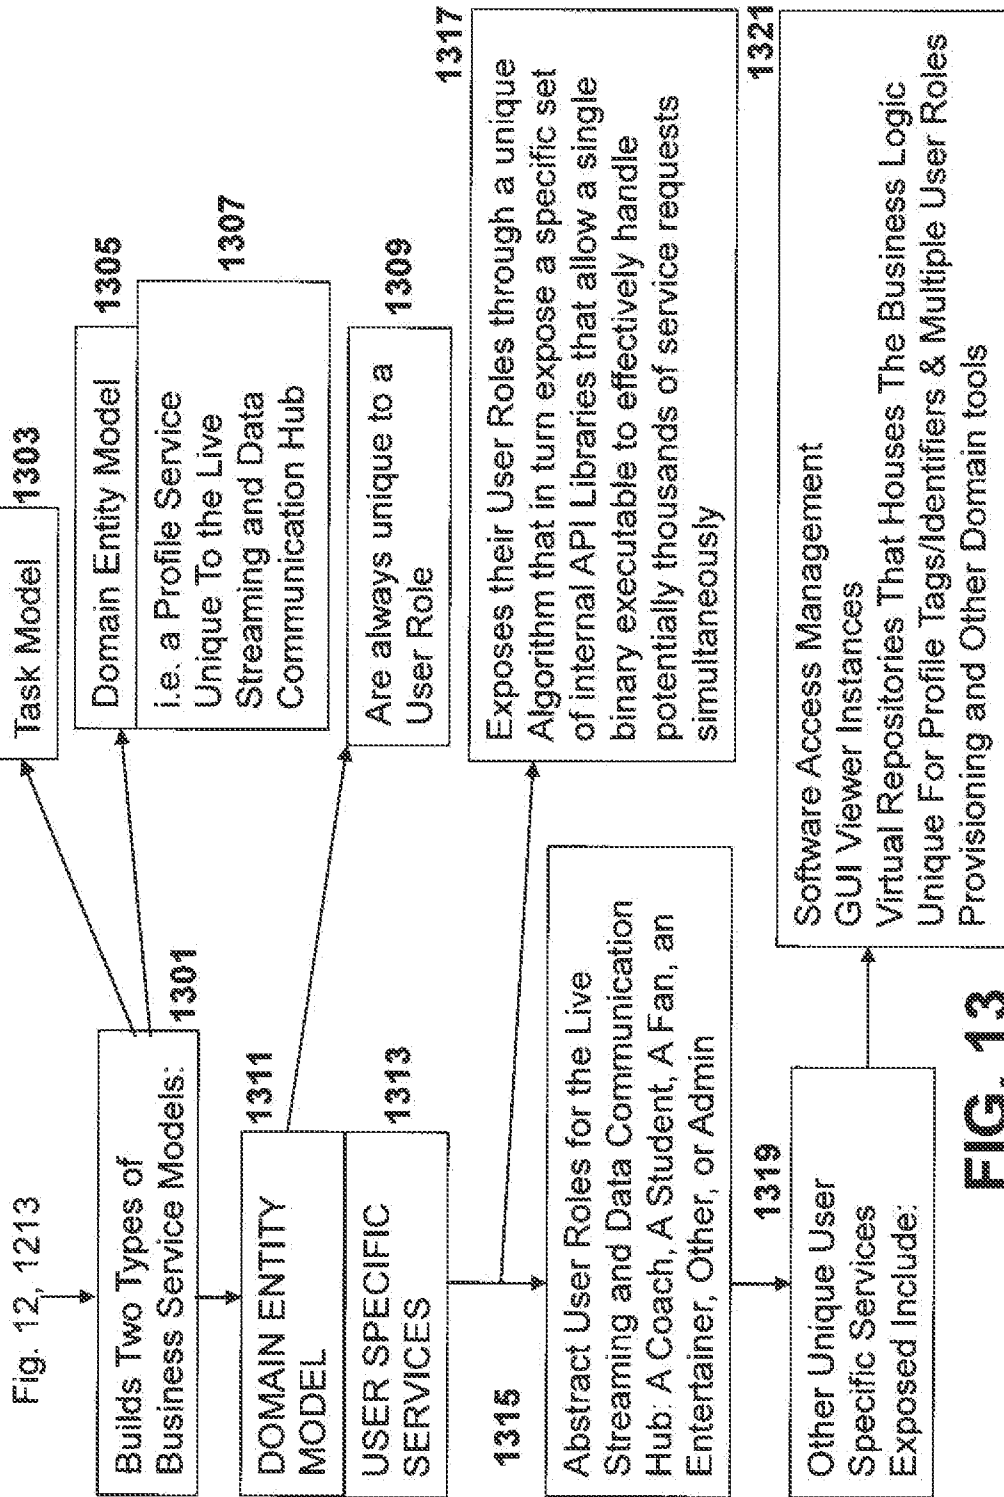 Fig. 12, 1213
Builds Two Types of
Business Service Models:
1301
Task Model
1303
Domain Entity Model
1305
i.e. a Profile Service
Unique To the Live
Streaming and Data
Communication Hub
1307
DOMAIN ENTITY
MODEL
1311
USER SPECIFIC
SERVICES
1313
Are always unique to a
User Role
1309
1315
Exposes their User Roles through a unique
Algorithm that in turn expose a specific set
of internal API Libraries that allow a single
binary executable to effectively handle
potentially thousands of service requests
simultaneously
1317
Abstract User Roles for the Live
Streaming and Data Communication
Hub: A Coach, A Student, A Fan, an
Entertainer, Other, or Admin
1319
Other Unique User
Specific Services
Exposed Include:
1321
Software Access Management
GUI Viewer Instances
Virtual Repositories That Houses The Business Logic
Unique For Profile Tags/Identifiers & Multiple User Roles
Provisioning and Other Domain tools
FIG. 13